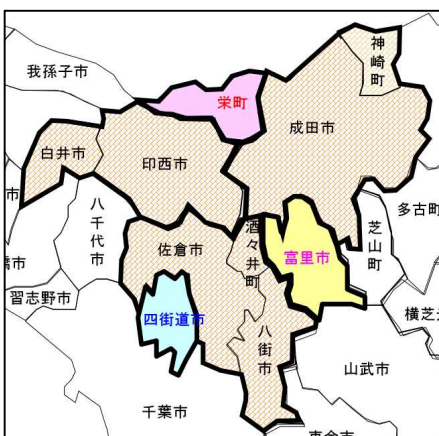 神崎町
我孫子市
栄町
成田市
白井市
印西市
市
八千代市
多古町
佐倉市
酒々井町
芝山町
富里市
習志野市
四街道市
八街市
横芝
山武市
千葉市